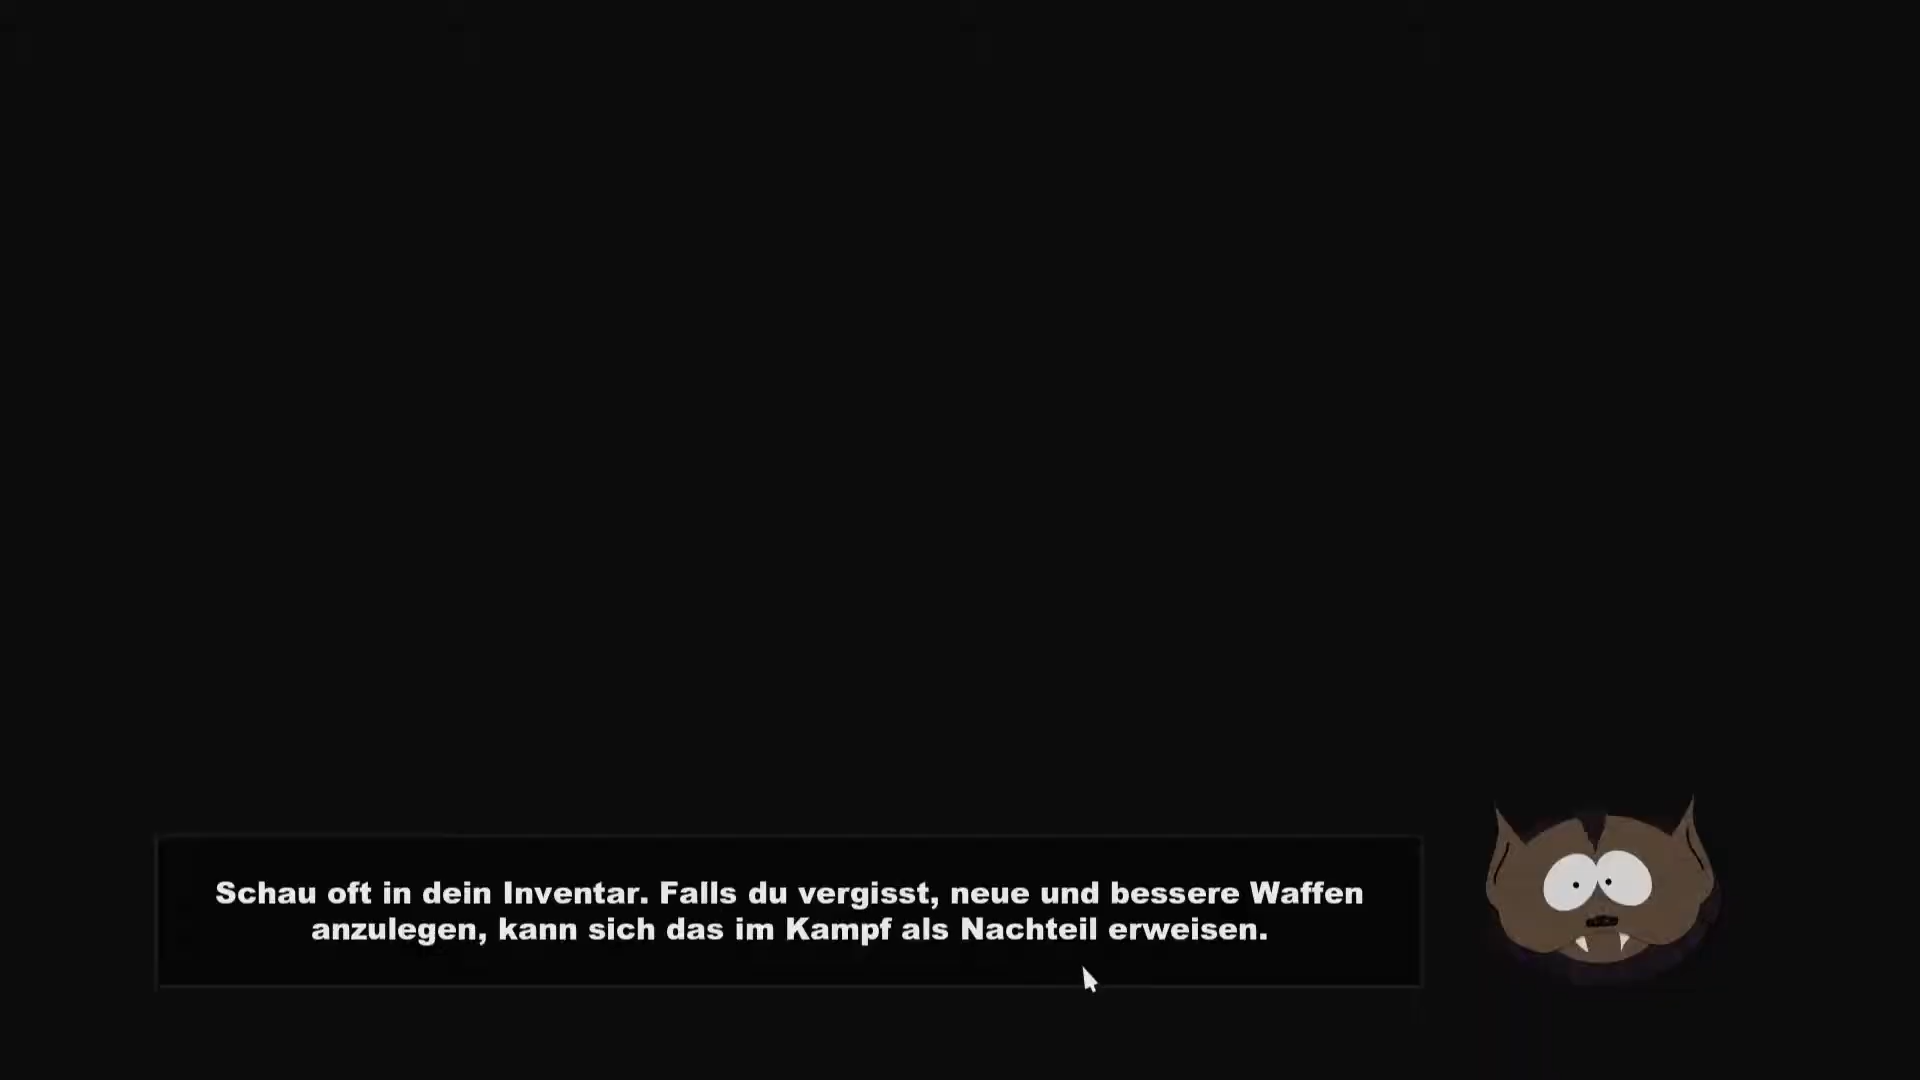 Schau oft in dein Inventar. Falls du vergisst, neue und bessere Waffen
anzulegen, kann sich das im Kampf als Nachteil erweisen.